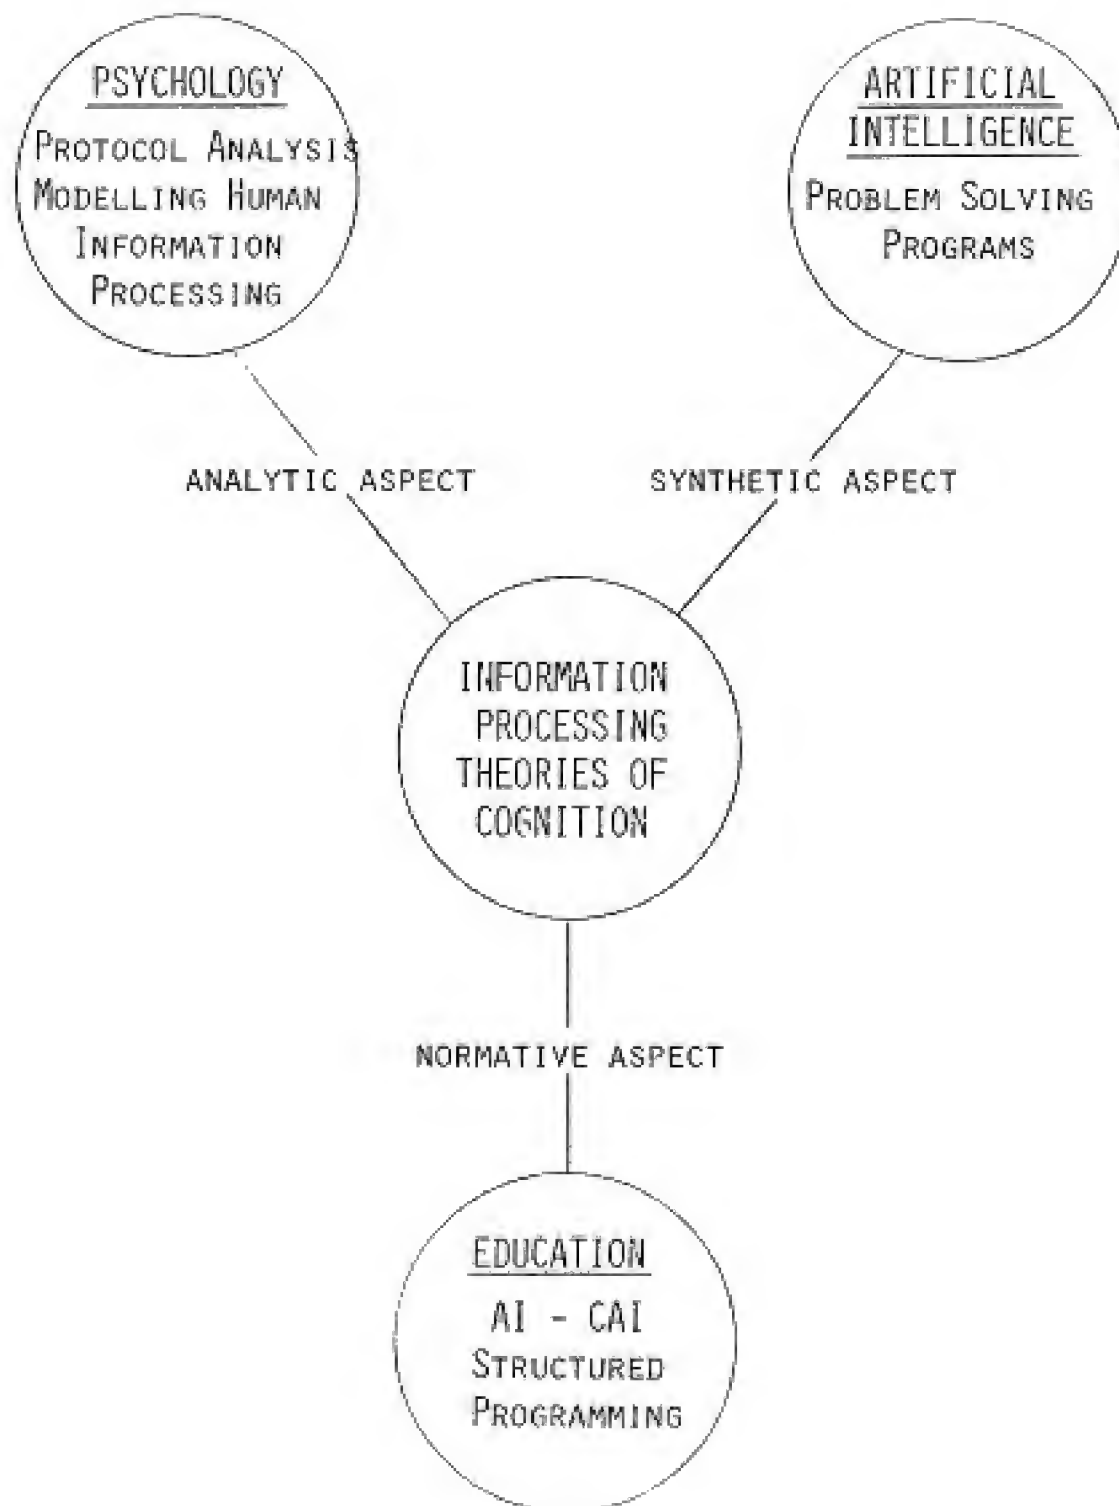 PSYCHOLOGY
PROTOCOL ANALYSIS
MODELLING HUMAN
INFORMATION
PROCESSING
ARTIFICIAL
INTELLIGENCE
PROBLEM SOLVING
PROGRAMS
ANALYTIC ASPECT
SYNTHETIC ASPECT
INFORMATION
PROCESSING
THEORIES OF
COGNITION
NORMATIVE ASPECT
EDUCATION
AI - CAI
STRUCTURED
PROGRAMMING